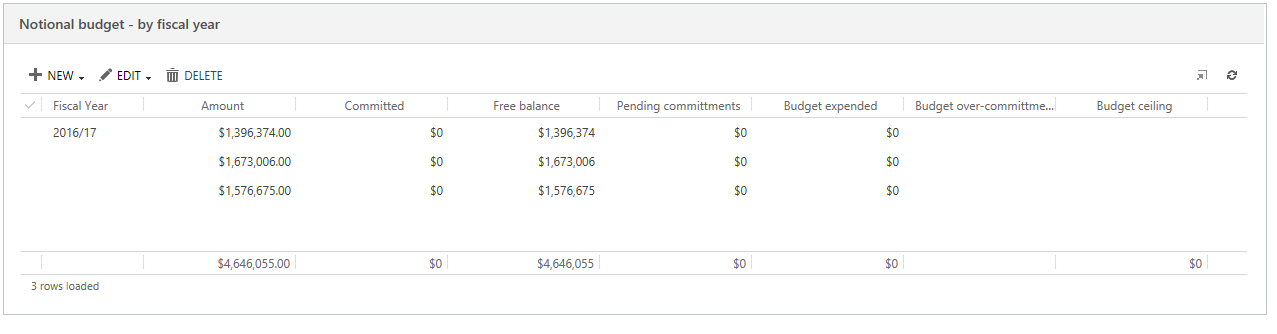 Notional budget - by fiscal year
NEW EDIT DELETE
Fiscal Year Amount Committed Free balance Pending committments Budget expended Budget over-committme... Budget ceiling
2016/17 $1,396,374.00 $0 $1,396,374 $0 $0
$1,673,006.00 $0 $1,673,006 $0 $0
$1,576,675.00 $0 $1,576,675 $0 $0
$4,646,055.00 $0 $4,646,055 $0 $0 $0
3 rows loaded